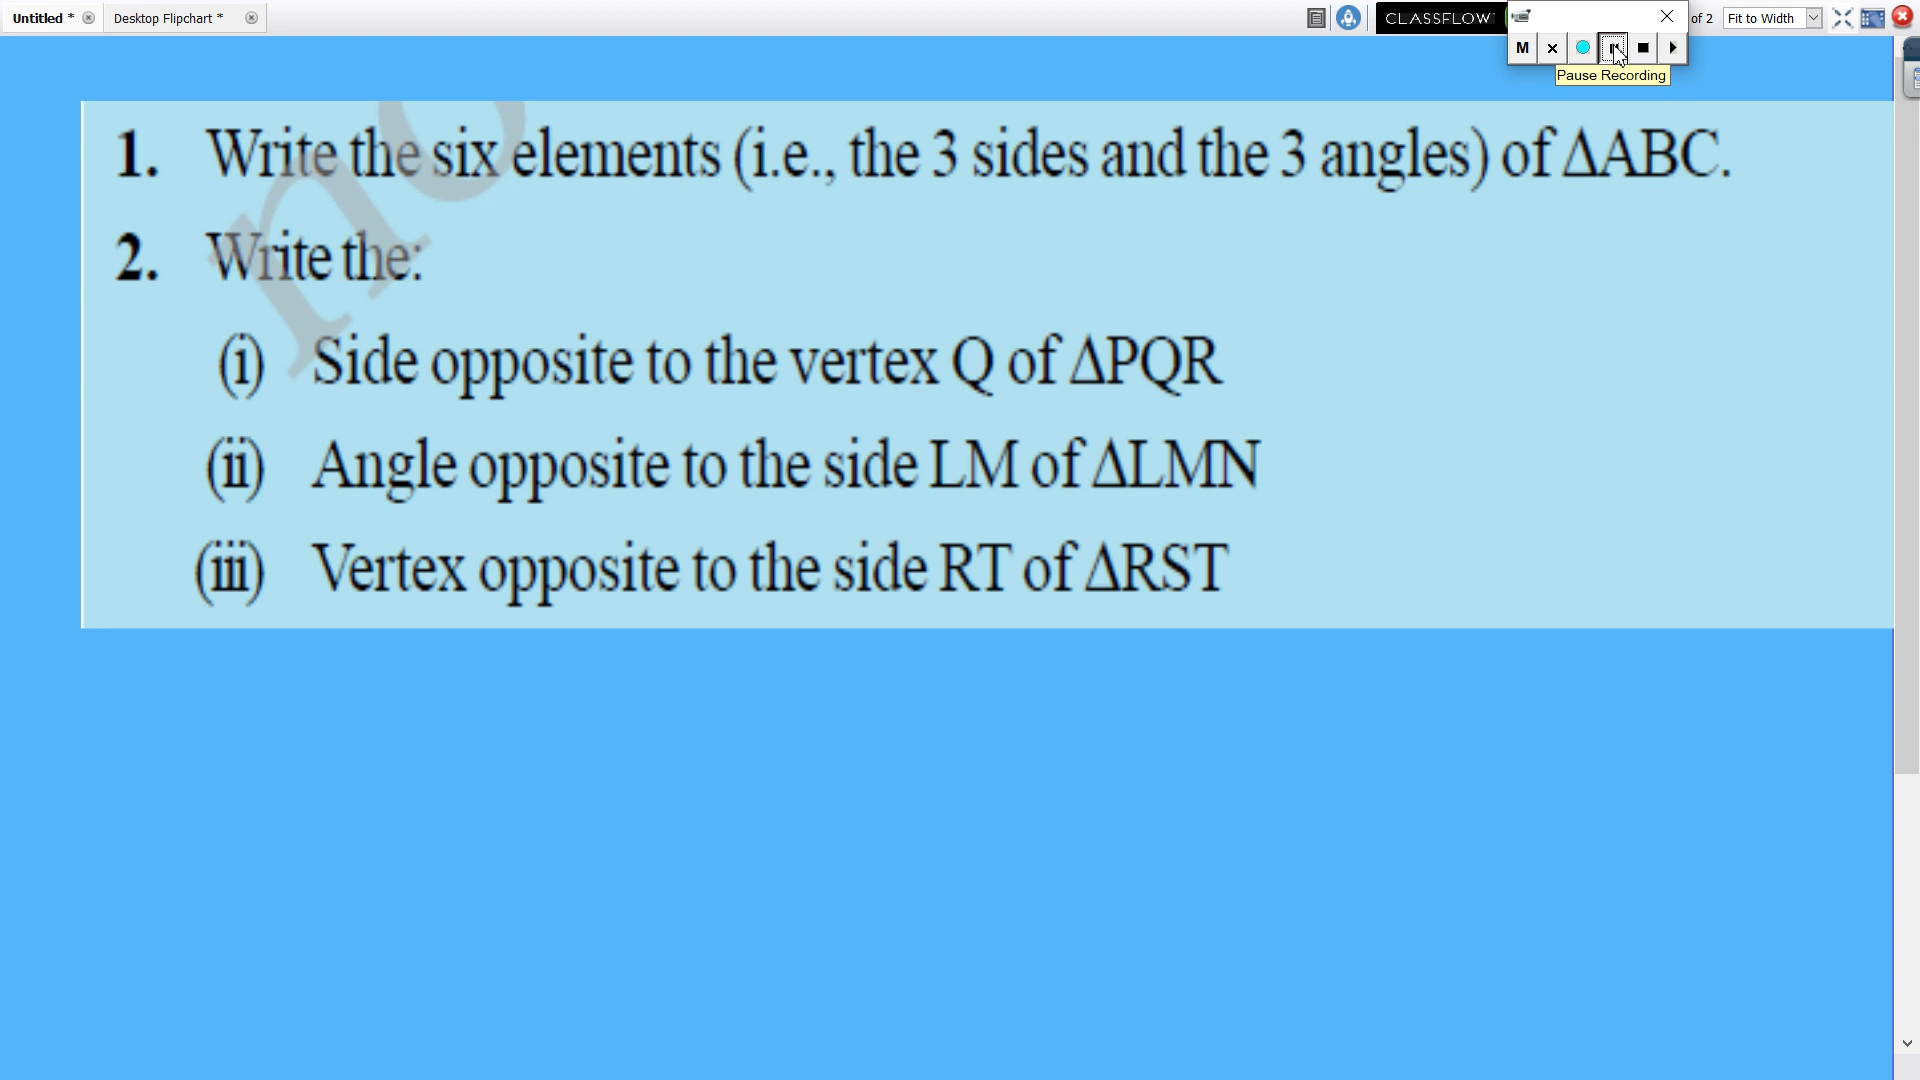 Untitled * Desktop Flipchart * CLASSFLOW of 2 Fit to Width
M
Pause Recording
1. Write the six elements (i.e., the 3 sides and the 3 angles) of ΔABC.
2. Write the:
(i) Side opposite to the vertex Q of ΔPQR
(ii) Angle opposite to the side LM of ΔLMN
(iii) Vertex opposite to the side RT of ΔRST
no